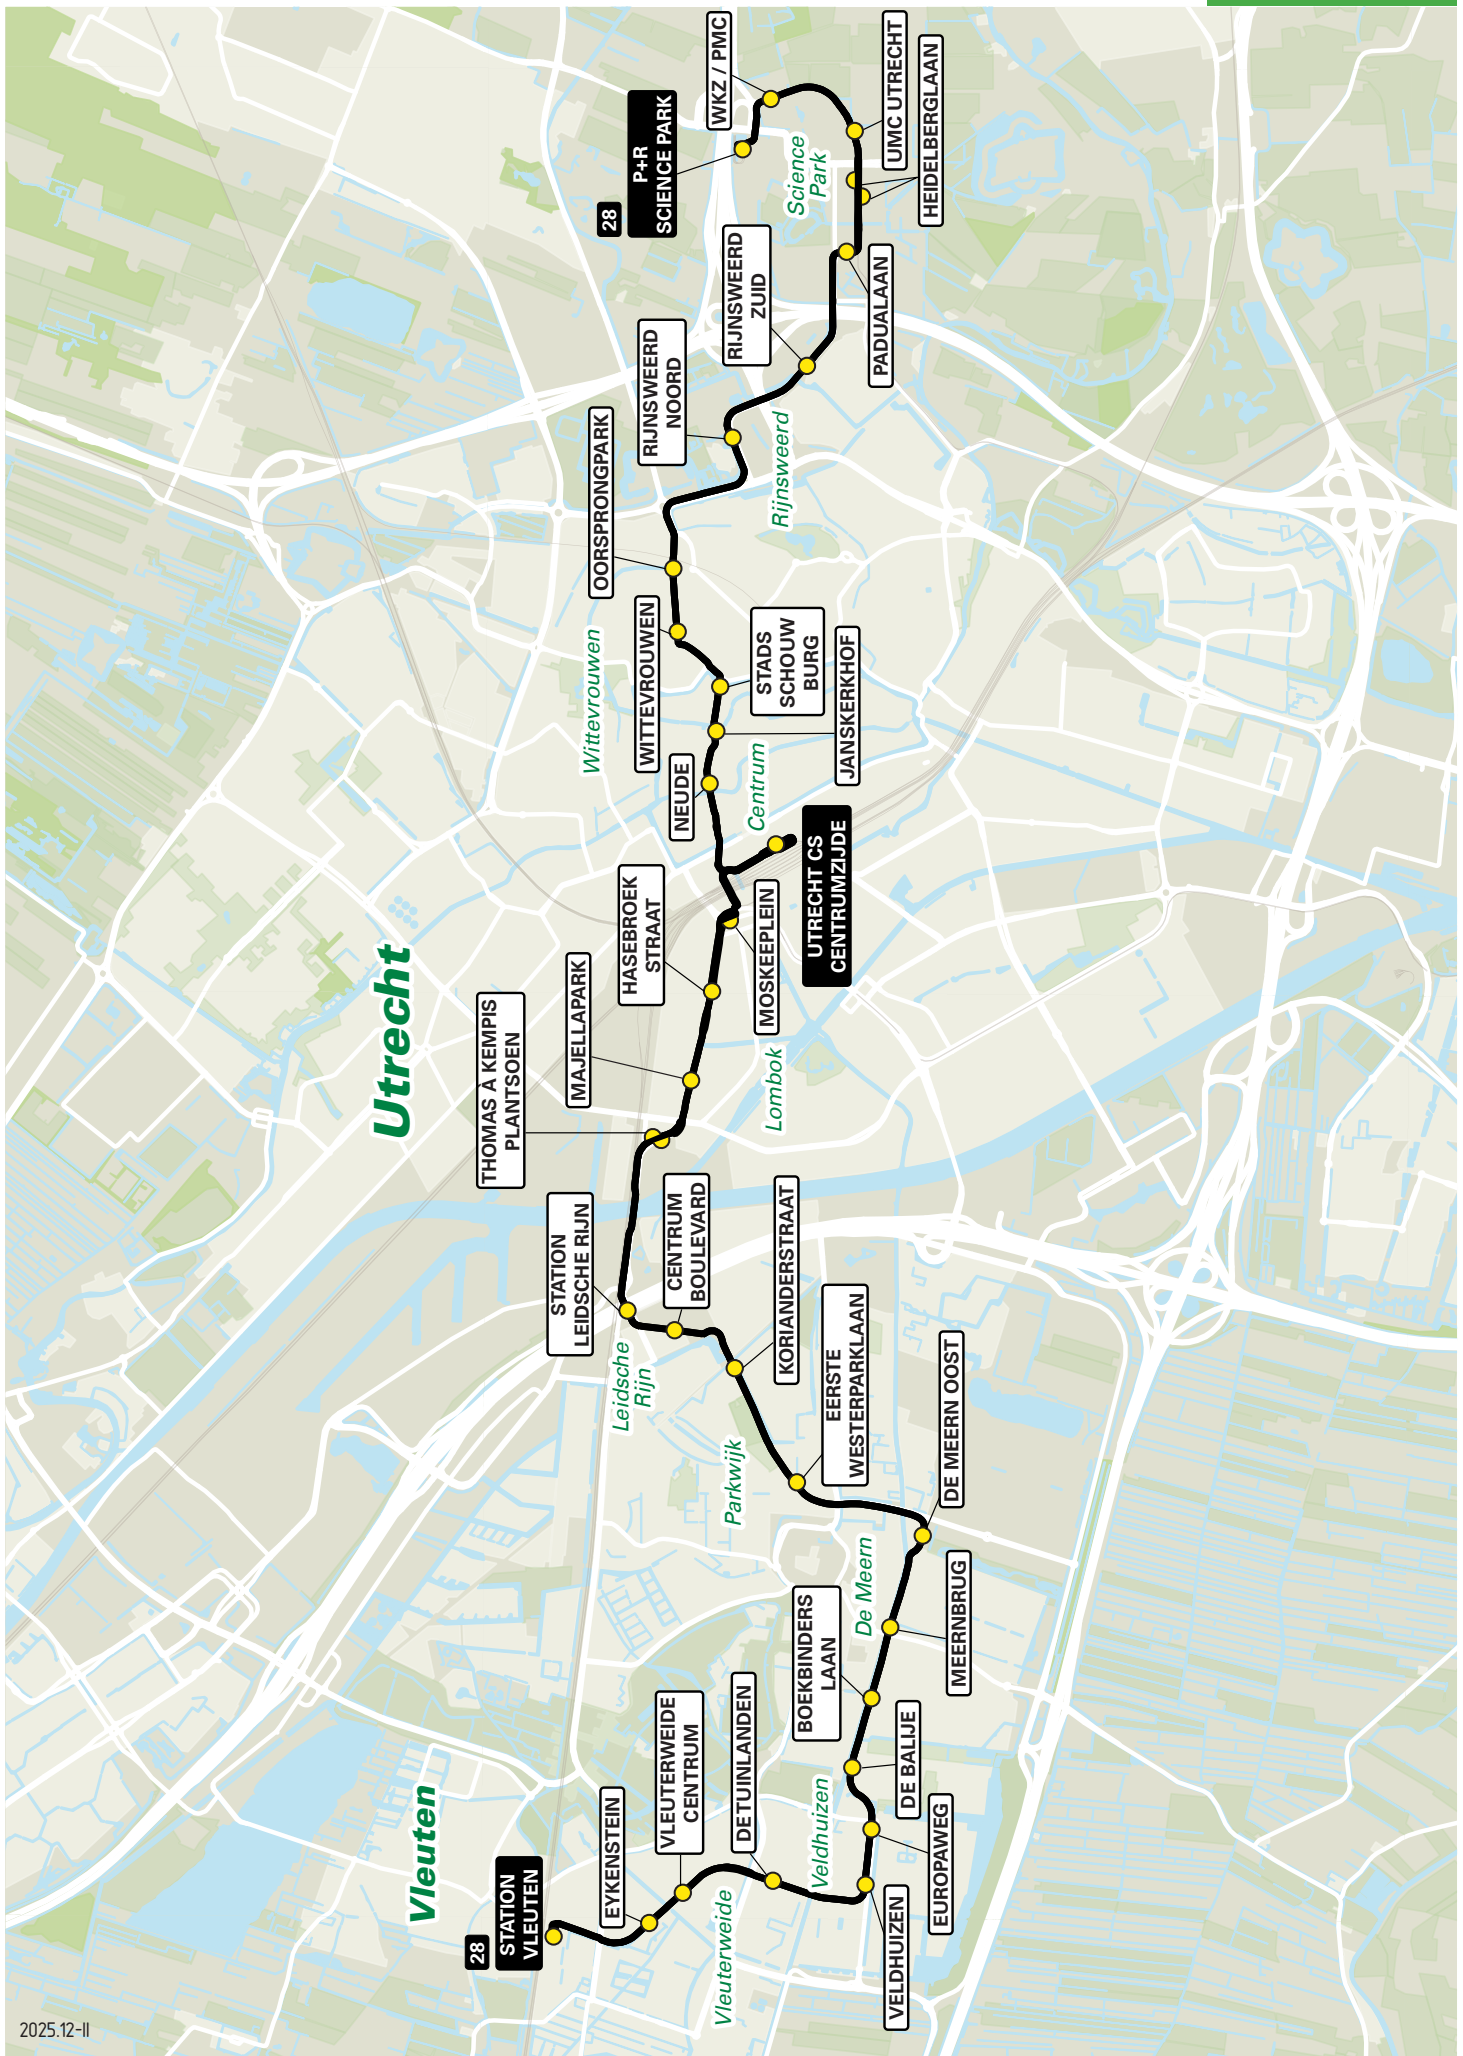 28
P+R
SCIENCE PARK
WKZ / PMC
UMC UTRECHT
HEIDELBERGLAAN
Science
Park
PADUALAAN
RIJNSWEERD
ZUID
RIJNSWEERD
NOORD
Rijnsweerd
OORSPRONGPARK
WITTEVROUWEN
Wittevrouwen
STADS
SCHOUW
BURG
JANSKERKHOF
NEUDE
Centrum
UTRECHT CS
CENTRUMZIJDE
MOSKEEPLEIN
HASEBROEK
STRAAT
Utrecht
MAJELLAPARK
Lombok
THOMAS À KEMPIS
PLANTSOEN
STATION
LEIDSCHE RIJN
CENTRUM
BOULEVARD
Leidsche
Rijn
KORIANDERSTRAAT
EERSTE
WESTERPARKLAAN
Parkwijk
DE MEERN OOST
De Meern
MEERNBRUG
BOEKBINDERS
LAAN
DE BALIJE
EUROPAWEG
Veldhuizen
VELDHUIZEN
DE TUINLANDEN
VLEUTERWEIDE
CENTRUM
Vleuterweide
EYKENSTEIN
Vleuten
28
STATION
VLEUTEN
2025.12-II